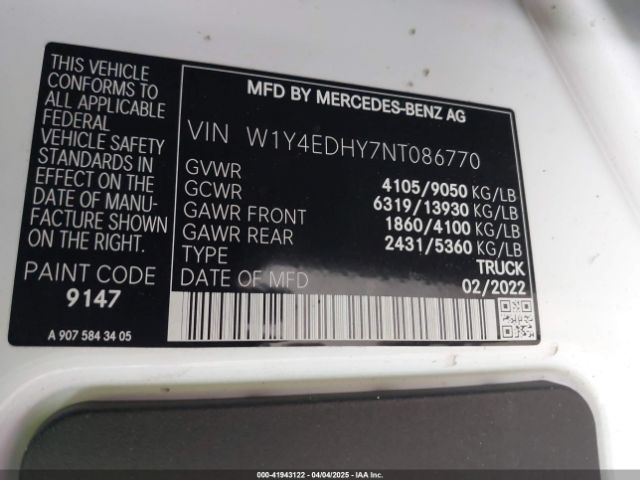 THIS VEHICLE
CONFORMS TO
ALL APPLICABLE
FEDERAL
VEHICLE SAFETY
STANDARDS IN
EFFECT ON THE
DATE OF MANU-
FACTURE SHOWN
ON THE RIGHT.
PAINT CODE
9147
A 907 584 34 05
MFD BY MERCEDES-BENZ AG
VIN W1Y4EDHY7NT086770
GVWR 4105/9050 KG/LB
GCWR 6319/13930 KG/LB
GAWR FRONT 1860/4100 KG/LB
GAWR REAR 2431/5360 KG/LB
TYPE TRUCK
DATE OF MFD 02/2022
000-41943122 - 04/04/2025 - IAA Inc.